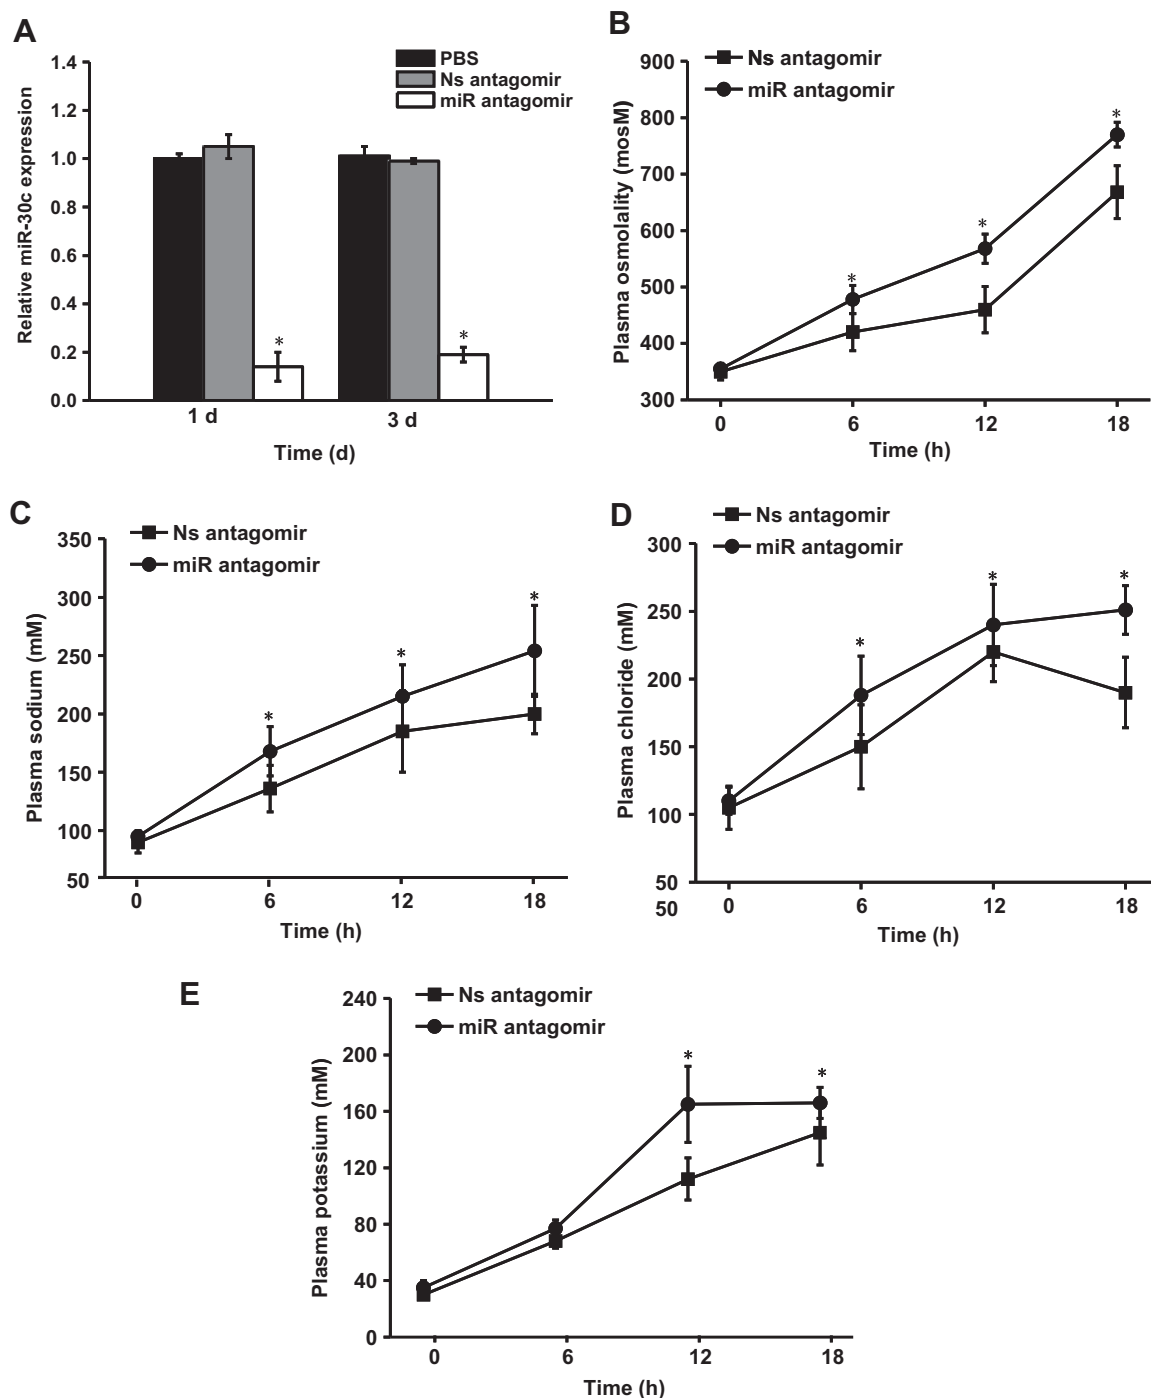 A
Relative miR-30c expression
1.4
1.2
1.0
0.8
0.6
0.4
0.2
0.0
PBS
Ns antagomir
miR antagomir
*
*
1 d
3 d
Time (d)
B
Plasma osmolality (mosM)
900
800
700
600
500
400
300
Ns antagomir
miR antagomir
*
*
*
0
6
12
18
Time (h)
C
Plasma sodium (mM)
350
300
250
200
150
100
50
Ns antagomir
miR antagomir
*
*
*
0
6
12
18
Time (h)
D
Plasma chloride (mM)
300
250
200
150
100
50
50
Ns antagomir
miR antagomir
*
*
*
0
6
12
18
Time (h)
E
Plasma potassium (mM)
240
200
160
120
80
40
0
Ns antagomir
miR antagomir
*
*
0
6
12
18
Time (h)